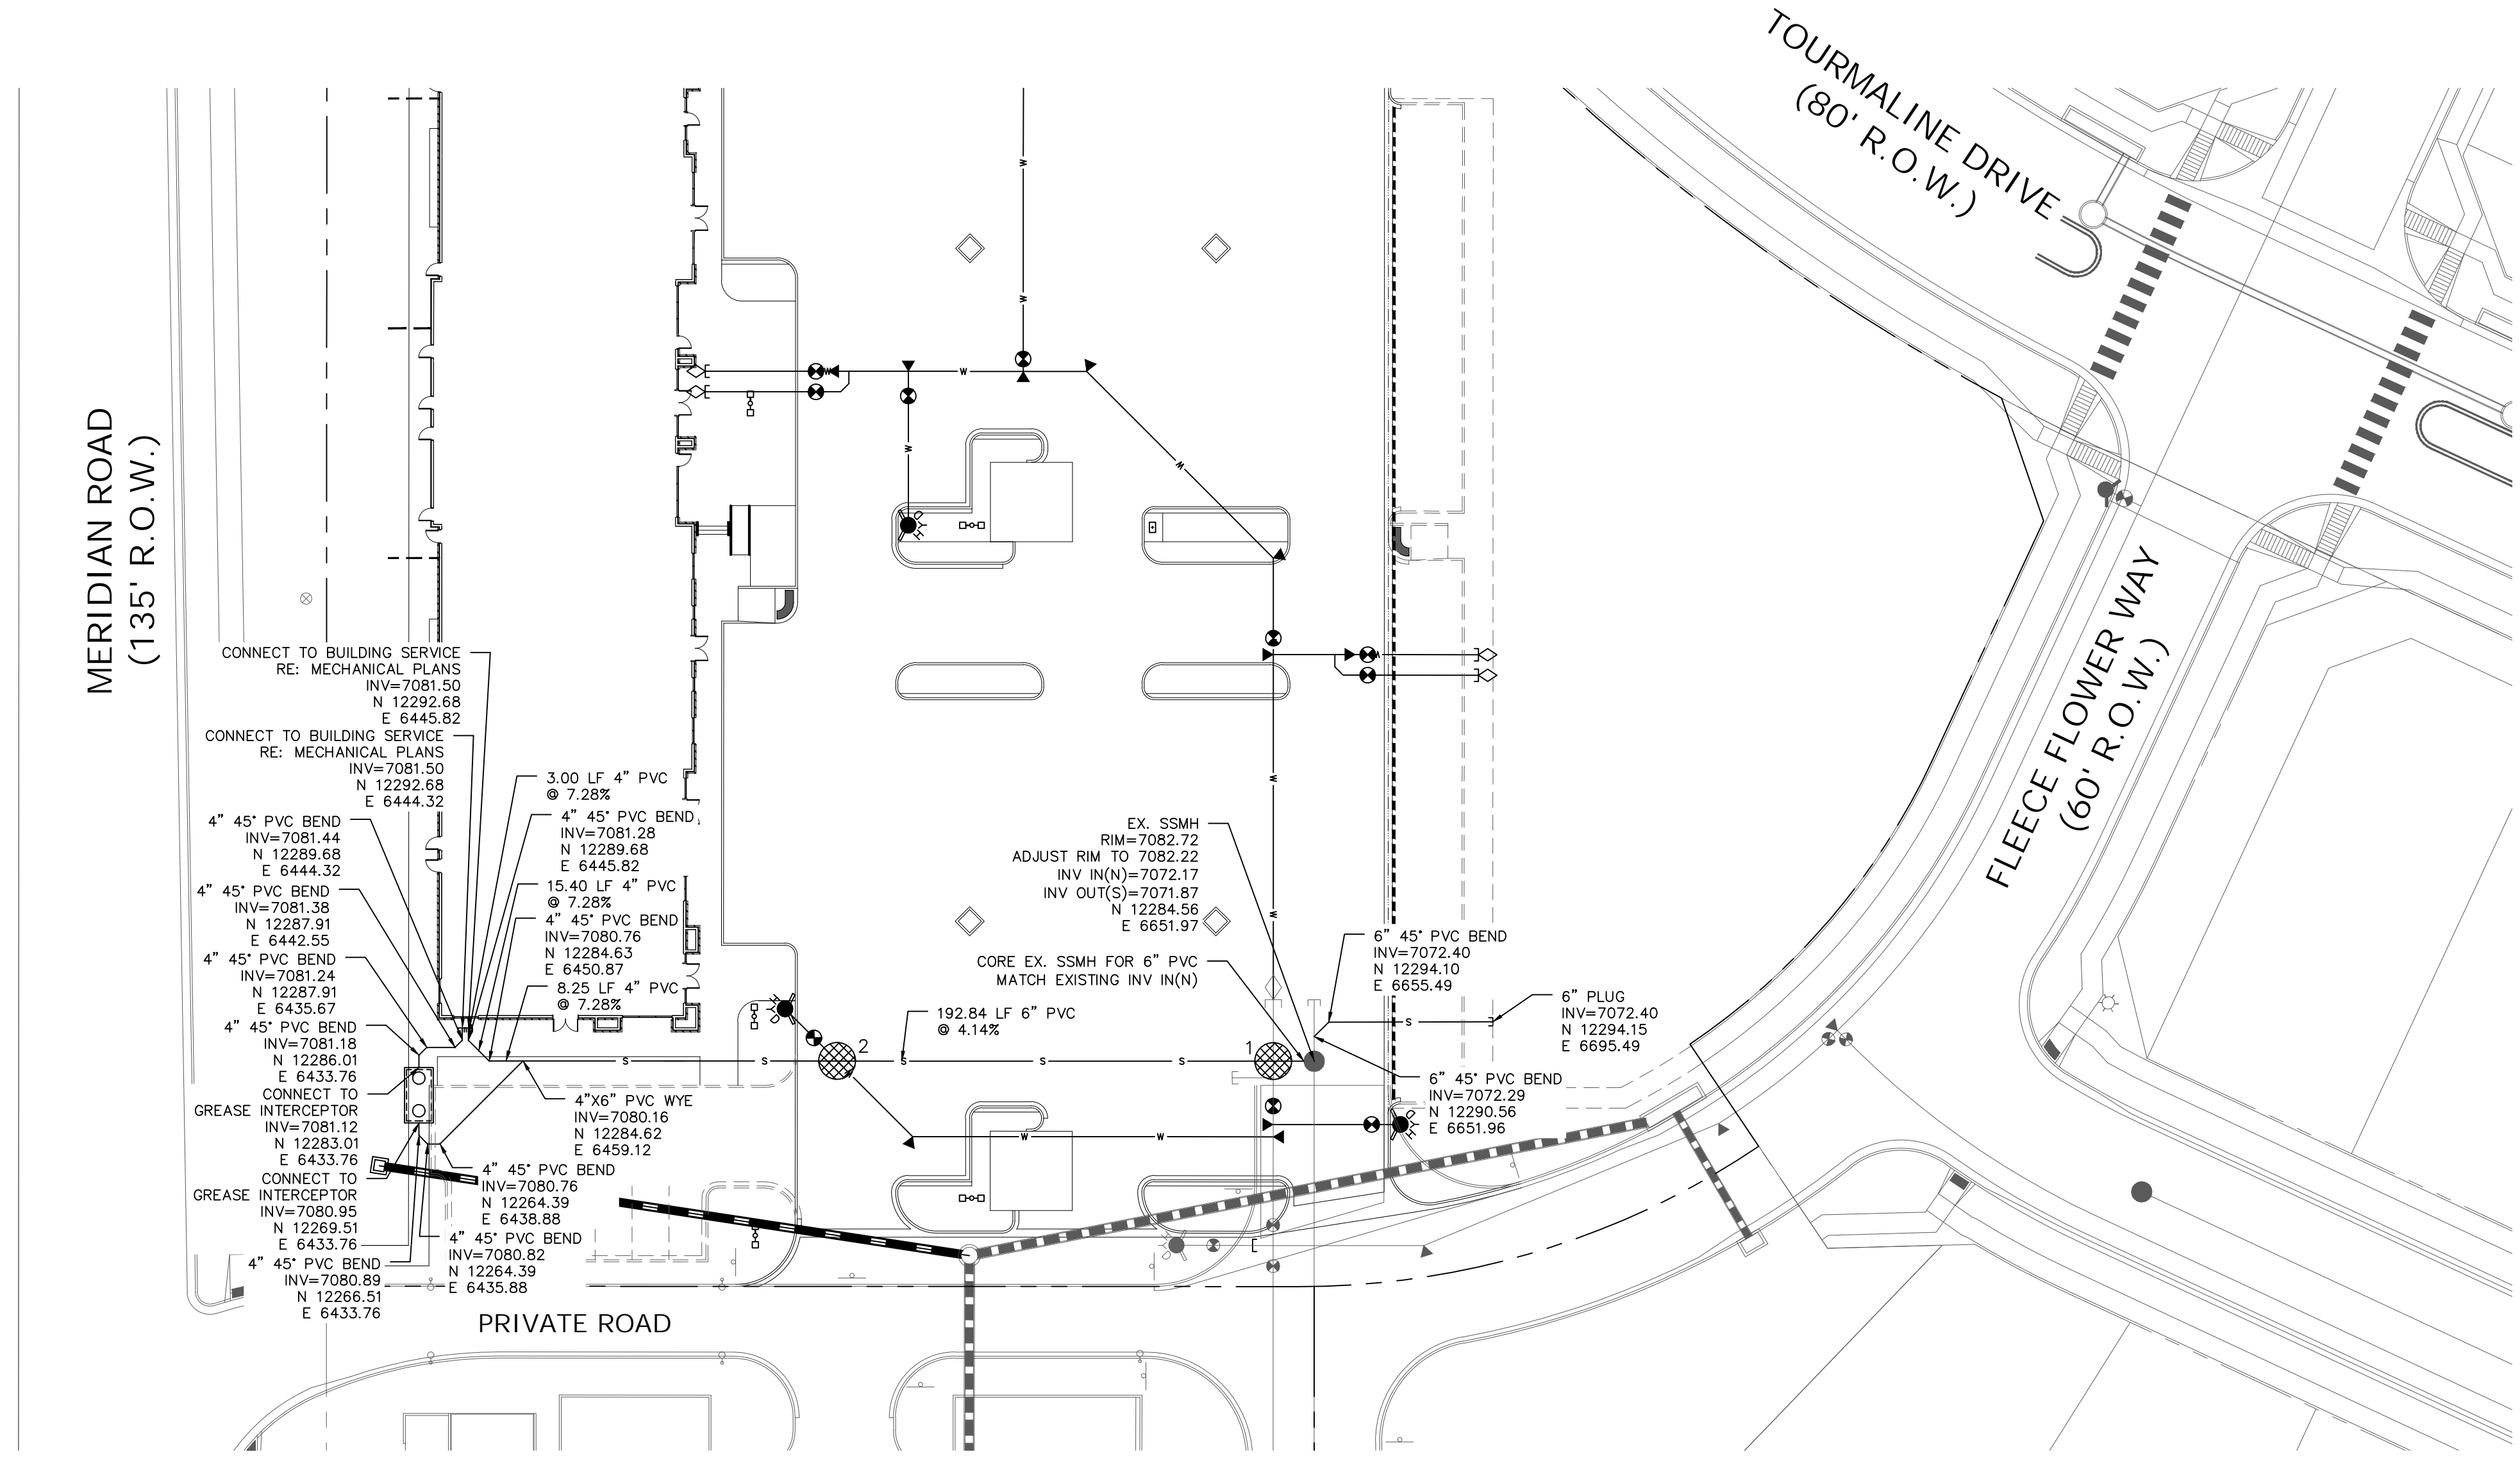 TOURMALINE DRIVE
(80' R.O.W.)
MERIDIAN ROAD
(135' R.O.W.)
FLEECE FLOWER WAY
(60' R.O.W.)
W
W
W
W
W
W
W
HYD
W
W
W
CONNECT TO BUILDING SERVICE
RE: MECHANICAL PLANS
INV=7081.50
N 12292.68
E 6445.82
CONNECT TO BUILDING SERVICE
RE: MECHANICAL PLANS
INV=7081.50
N 12292.68
E 6444.32
4" 45° PVC BEND
INV=7081.44
N 12289.68
E 6444.32
4" 45° PVC BEND
INV=7081.38
N 12287.91
E 6442.55
4" 45° PVC BEND
INV=7081.24
N 12287.91
E 6435.67
4" 45° PVC BEND
INV=7081.18
N 12286.01
E 6433.76
CONNECT TO
GREASE INTERCEPTOR
INV=7081.12
N 12283.01
E 6433.76
CONNECT TO
GREASE INTERCEPTOR
INV=7080.95
N 12269.51
E 6433.76
4" 45° PVC BEND
INV=7080.89
N 12266.51
E 6433.76
3.00 LF 4" PVC
@ 7.28%
4" 45° PVC BEND
INV=7081.28
N 12289.68
E 6445.82
15.40 LF 4" PVC
@ 7.28%
4" 45° PVC BEND
INV=7080.76
N 12284.63
E 6450.87
8.25 LF 4" PVC
@ 7.28%
4"X6" PVC WYE
INV=7080.16
N 12284.62
E 6459.12
4" 45° PVC BEND
INV=7080.76
N 12264.39
E 6438.88
4" 45° PVC BEND
INV=7080.82
N 12264.39
E 6435.88
EX. SSMH
RIM=7082.72
ADJUST RIM TO 7082.22
INV IN(N)=7072.17
INV OUT(S)=7071.87
N 12284.56
E 6651.97
CORE EX. SSMH FOR 6" PVC
MATCH EXISTING INV IN(N)
192.84 LF 6" PVC
@ 4.14%
6" 45° PVC BEND
INV=7072.40
N 12294.10
E 6655.49
6" PLUG
INV=7072.40
N 12294.15
E 6695.49
6" 45° PVC BEND
INV=7072.29
N 12290.56
E 6651.96
HYD
2
1
S
S
S
S
S
S
W
W
HYD
HYD
PRIVATE ROAD